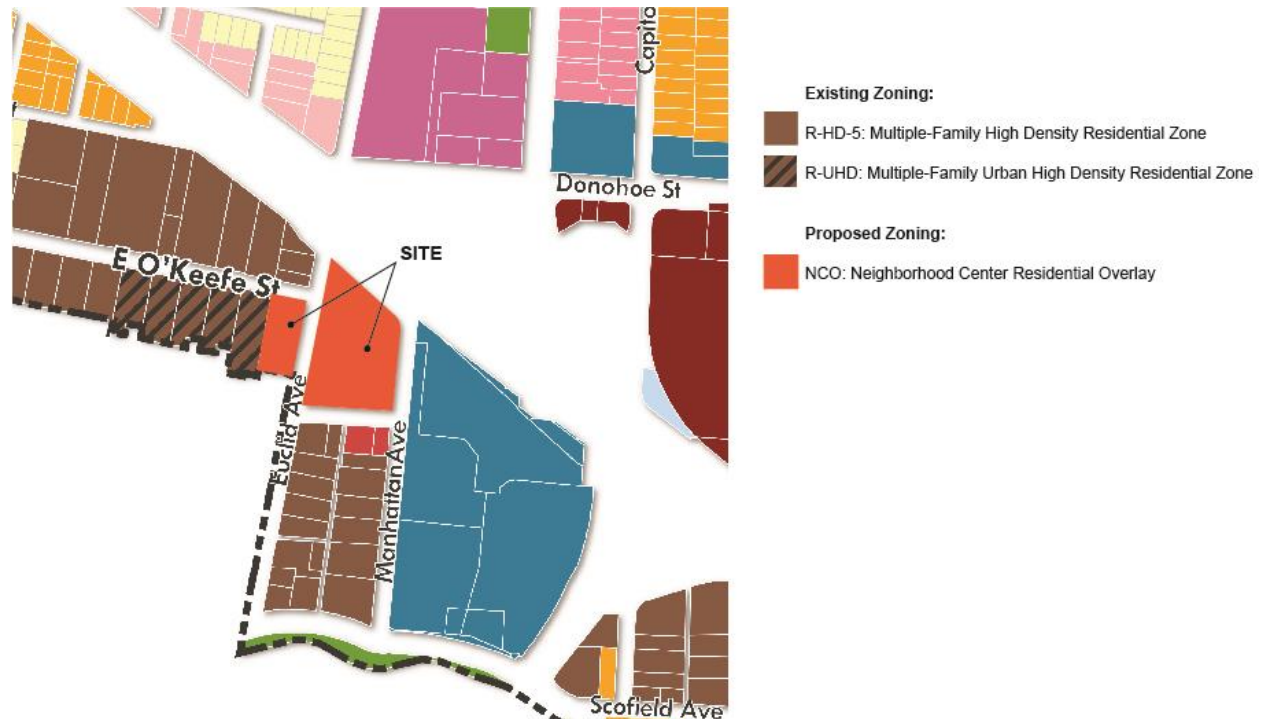 Capito
Donohoe St
E O'Keefe St
SITE
Euclid Ave
Manhattan Ave
Scofield Ave
Existing Zoning:
R-HD-5: Multiple-Family High Density Residential Zone
R-UHD: Multiple-Family Urban High Density Residential Zone
Proposed Zoning:
NCO: Neighborhood Center Residential Overlay